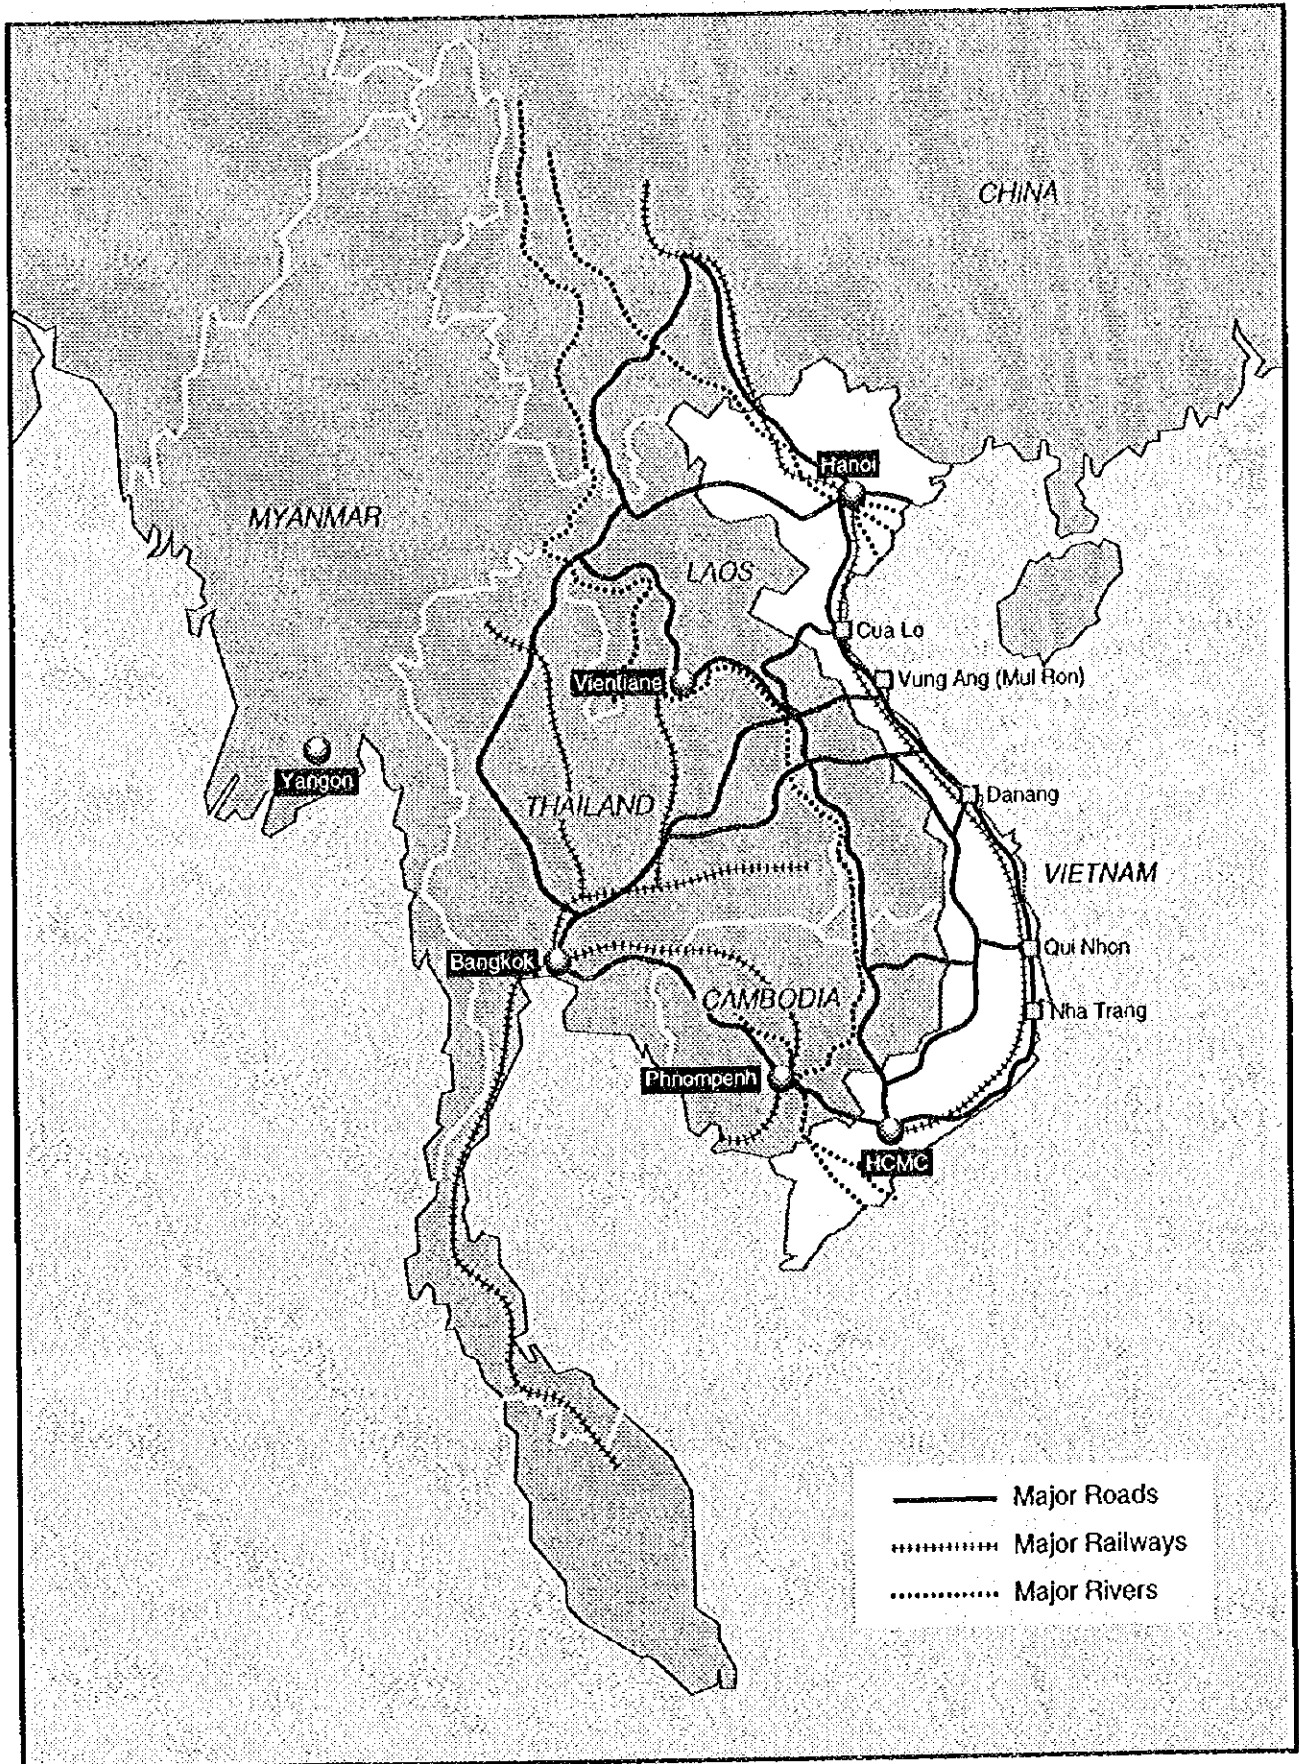 CHINA
Hanoi
MYANMAR
LAOS
Cua Lo
Vientiane
Vung Ang (Mui Ron)
Yangon
THAILAND
Danang
VIETNAM
Qui Nhon
Bangkok
CAMBODIA
Nha Trang
Phnompenh
HCMC
Major Roads
Major Railways
Major Rivers